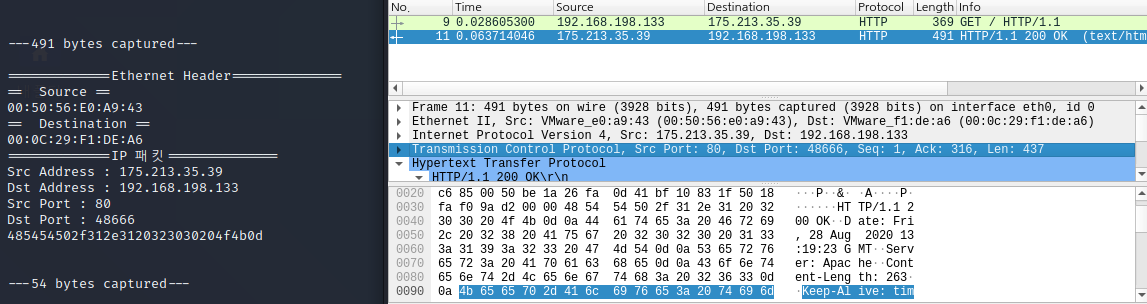 ---491 bytes captured---
=============Ethernet Header==============
== Source ==
00:50:56:E0:A9:43
== Destination ==
00:0C:29:F1:DE:A6
=============IP 패킷==============
Src Address : 175.213.35.39
Dst Address : 192.168.198.133
Src Port : 80
Dst Port : 48666
485454502f312e3120323030204f4b0d
---54 bytes captured---
No. Time Source Destination Protocol Length Info
9 0.028605300 192.168.198.133 175.213.35.39 HTTP 369 GET / HTTP/1.1
11 0.063714046 175.213.35.39 192.168.198.133 HTTP 491 HTTP/1.1 200 OK (text/htm
Frame 11: 491 bytes on wire (3928 bits), 491 bytes captured (3928 bits) on interface eth0, id 0
Ethernet II, Src: VMware_e0:a9:43 (00:50:56:e0:a9:43), Dst: VMware_f1:de:a6 (00:0c:29:f1:de:a6)
Internet Protocol Version 4, Src: 175.213.35.39, Dst: 192.168.198.133
Transmission Control Protocol, Src Port: 80, Dst Port: 48666, Seq: 1, Ack: 316, Len: 437
Hypertext Transfer Protocol
HTTP/1.1 200 OK\r\n
0020 c6 85 00 50 be 1a 26 fa 0d 41 bf 10 83 1f 50 18 ···P··&· ·A····P·
0030 fa f0 9a d2 00 00 48 54 54 50 2f 31 2e 31 20 32 ······HT TP/1.1 2
0040 30 30 20 4f 4b 0d 0a 44 61 74 65 3a 20 46 72 69 00 OK··D ate: Fri
0050 2c 20 32 38 20 41 75 67 20 32 30 32 30 20 31 33 , 28 Aug 2020 13
0060 3a 31 39 3a 32 33 20 47 4d 54 0d 0a 53 65 72 76 :19:23 G MT··Serv
0070 65 72 3a 20 41 70 61 63 68 65 0d 0a 43 6f 6e 74 er: Apac he··Cont
0080 65 6e 74 2d 4c 65 6e 67 74 68 3a 20 32 36 33 0d ent-Leng th: 263·
0090 0a 4b 65 65 70 2d 41 6c 69 76 65 3a 20 74 69 6d ·Keep-Al ive: tim